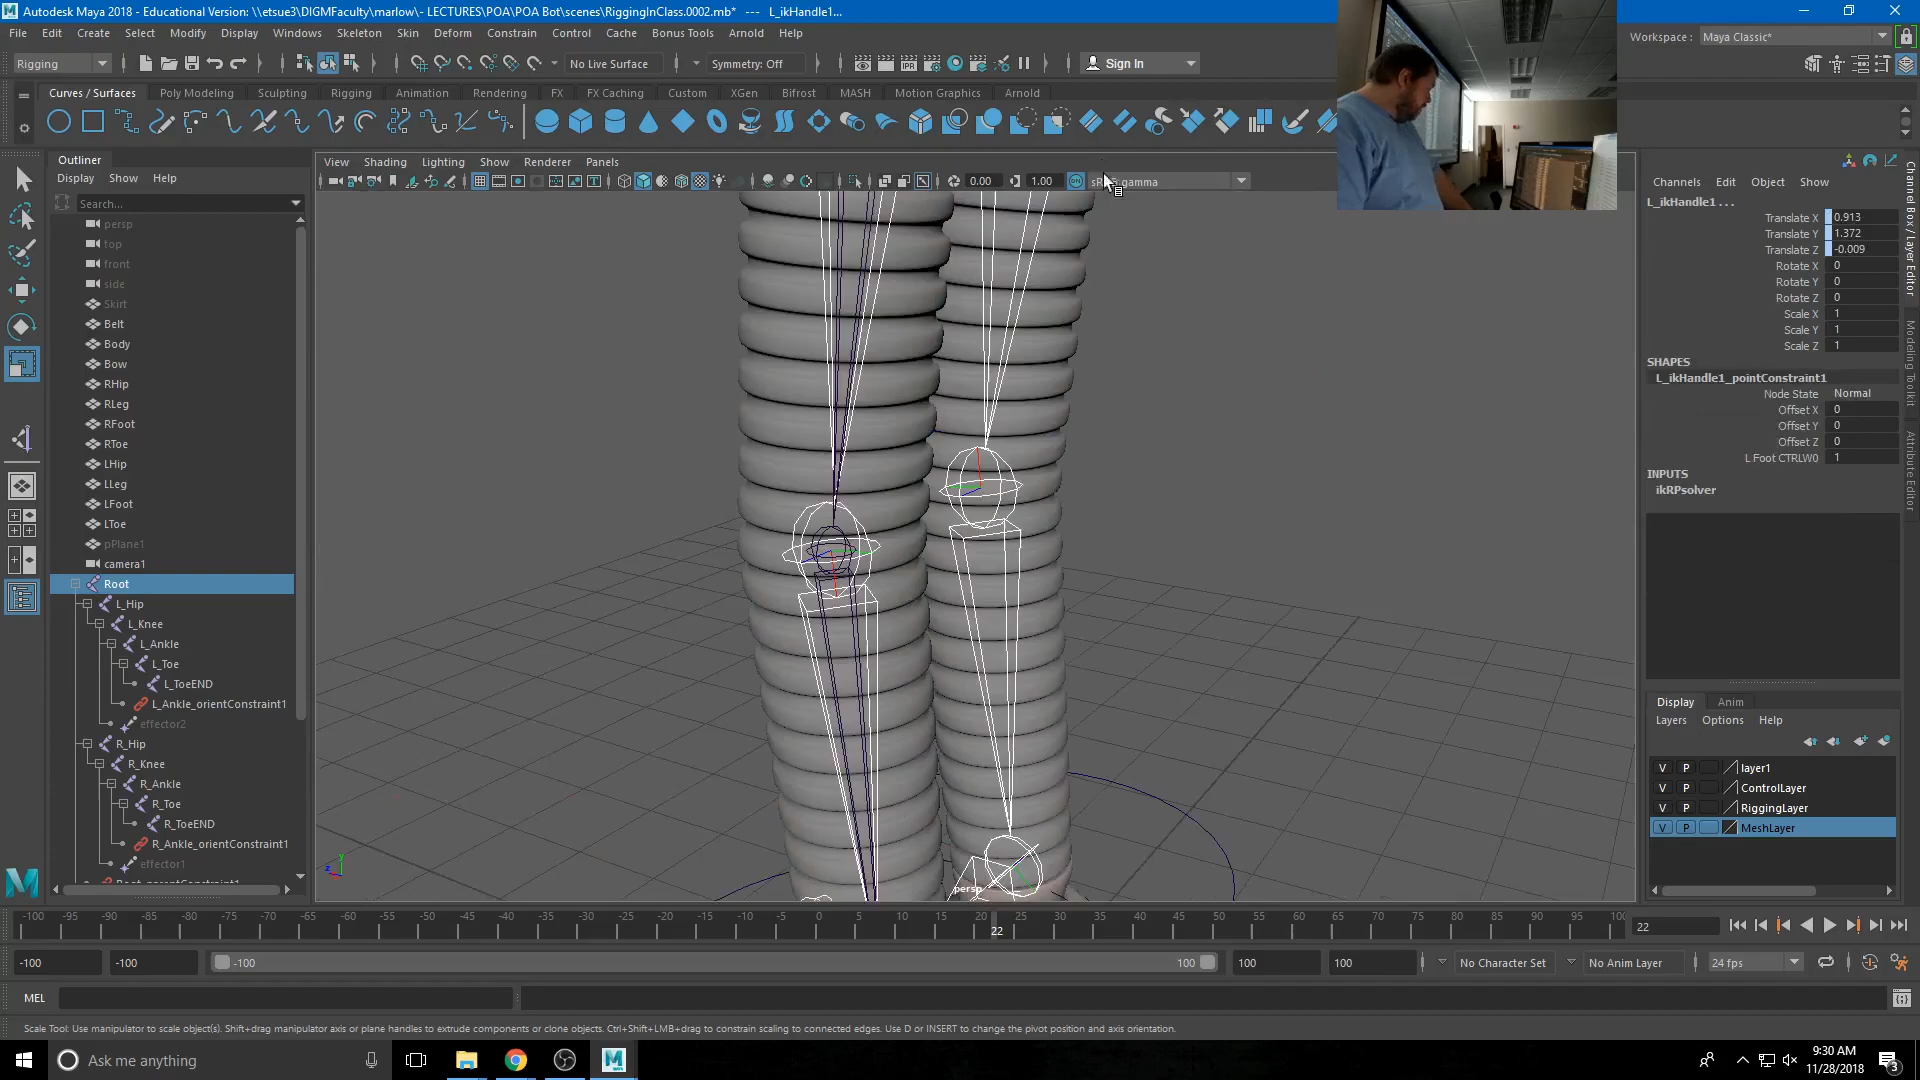 Autodesk Maya 2018 - Educational Version: \\etsue3\DIGMFaculty\marlow\- LECTURES\POA\POA Bot\scenes\RiggingInClass.0002.mb* --- L_ikHandle1...
File Edit Create Select Modify Display Windows Skeleton Skin Deform Constrain Control Cache Bonus Tools Arnold Help
Workspace : Maya Classic*
Rigging No Live Surface Symmetry: Off Sign In
Curves / Surfaces Poly Modeling Sculpting Rigging Animation Rendering FX FX Caching Custom XGen Bifrost MASH Motion Graphics Arnold
Outliner
Display Show Help
Search...
View Shading Lighting Show Renderer Panels
0.00 1.00 gamma
persp
top
front
side
Skirt
Belt
Body
Bow
RHip
RLeg
RFoot
RToe
LHip
LLeg
LFoot
LToe
pPlane1
camera1
Root
L_Hip
L_Knee
L_Ankle
L_Toe
L_ToeEND
L_Ankle_orientConstraint1
effector2
R_Hip
R_Knee
R_Ankle
R_Toe
R_ToeEND
R_Ankle_orientConstraint1
effector1
persp
Channels Edit Object Show
L_ikHandle1 . . .
Translate X 0.913
Translate Y 1.372
Translate Z -0.009
Rotate X 0
Rotate Y 0
Rotate Z 0
Scale X 1
Scale Y 1
Scale Z 1
SHAPES
L_ikHandle1_pointConstraint1
Node State Normal
Offset X 0
Offset Y 0
Offset Z 0
L Foot CTRLW0 1
INPUTS
ikRPsolver
Channel Box / Layer Editor
Modeling Toolkit
Attribute Editor
Display Anim
Layers Options Help
V P layer1
V P ControlLayer
V P RiggingLayer
V P MeshLayer
-100 -95 -90 -85 -80 -75 -70 -65 -60 -55 -50 -45 -40 -35 -30 -25 -20 -15 -10 -5 0 5 10 15 20 25 30 35 40 45 50 55 60 65 70 75 80 85 90 95 100
22
22
-100 -100 -100 100 100 100 No Character Set No Anim Layer 24 fps
MEL
Scale Tool: Use manipulator to scale object(s). Shift+drag manipulator axis or plane handles to extrude components or clone objects. Ctrl+Shift+LMB+drag to constrain scaling to connected edges. Use D or INSERT to change the pivot position and axis orientation.
Ask me anything
9:30 AM
11/28/2018
3